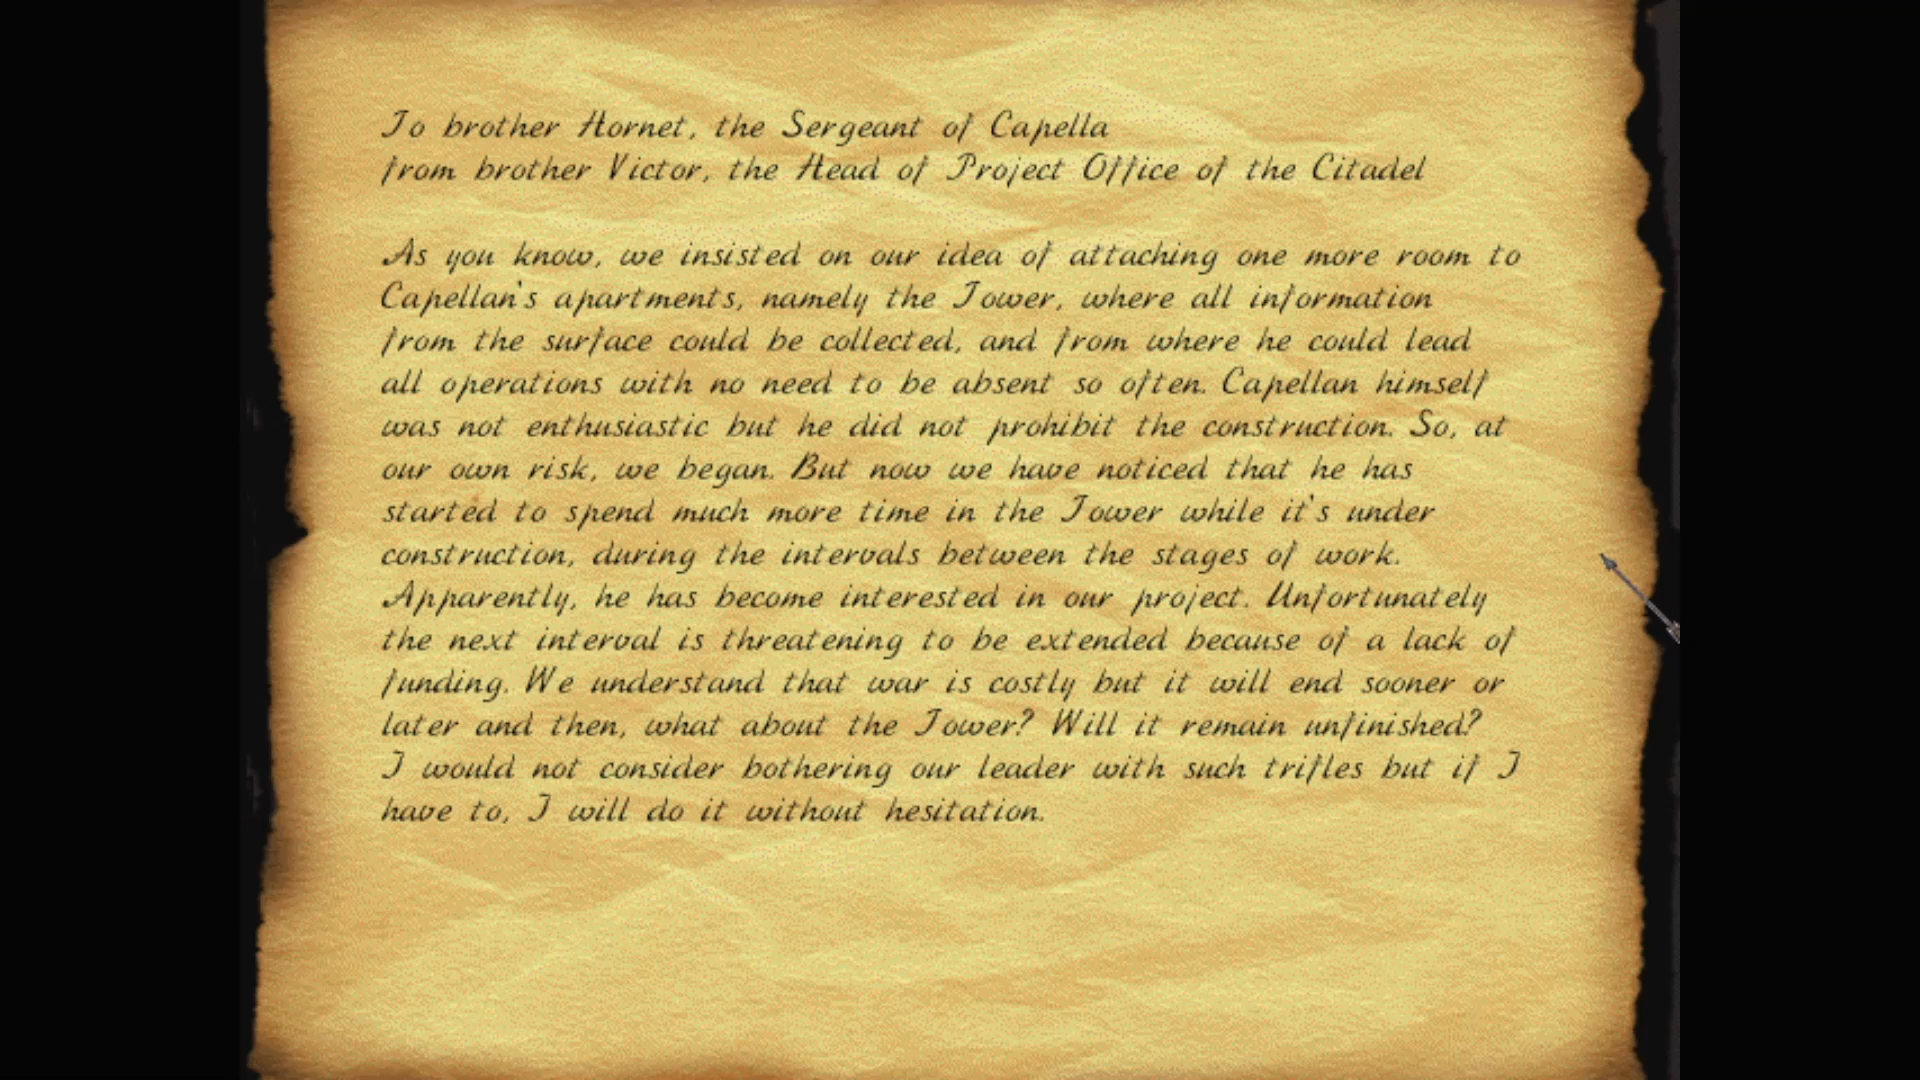 To brother Hornet, the Sergeant of Capella
from brother Victor, the Head of Project Office of the Citadel
As you know, we insisted on our idea of attaching one more room to
Capellan's apartments, namely the Tower, where all information
from the surface could be collected, and from where he could lead
all operations with no need to be absent so often. Capellan himself
was not enthusiastic but he did not prohibit the construction. So, at
our own risk, we began. But now we have noticed that he has
started to spend much more time in the Tower while it's under
construction, during the intervals between the stages of work.
Apparently, he has become interested in our project. Unfortunately
the next interval is threatening to be extended because of a lack of
funding. We understand that war is costly but it will end sooner or
later and then, what about the Tower? Will it remain unfinished?
I would not consider bothering our leader with such trifles but if I
have to, I will do it without hesitation.